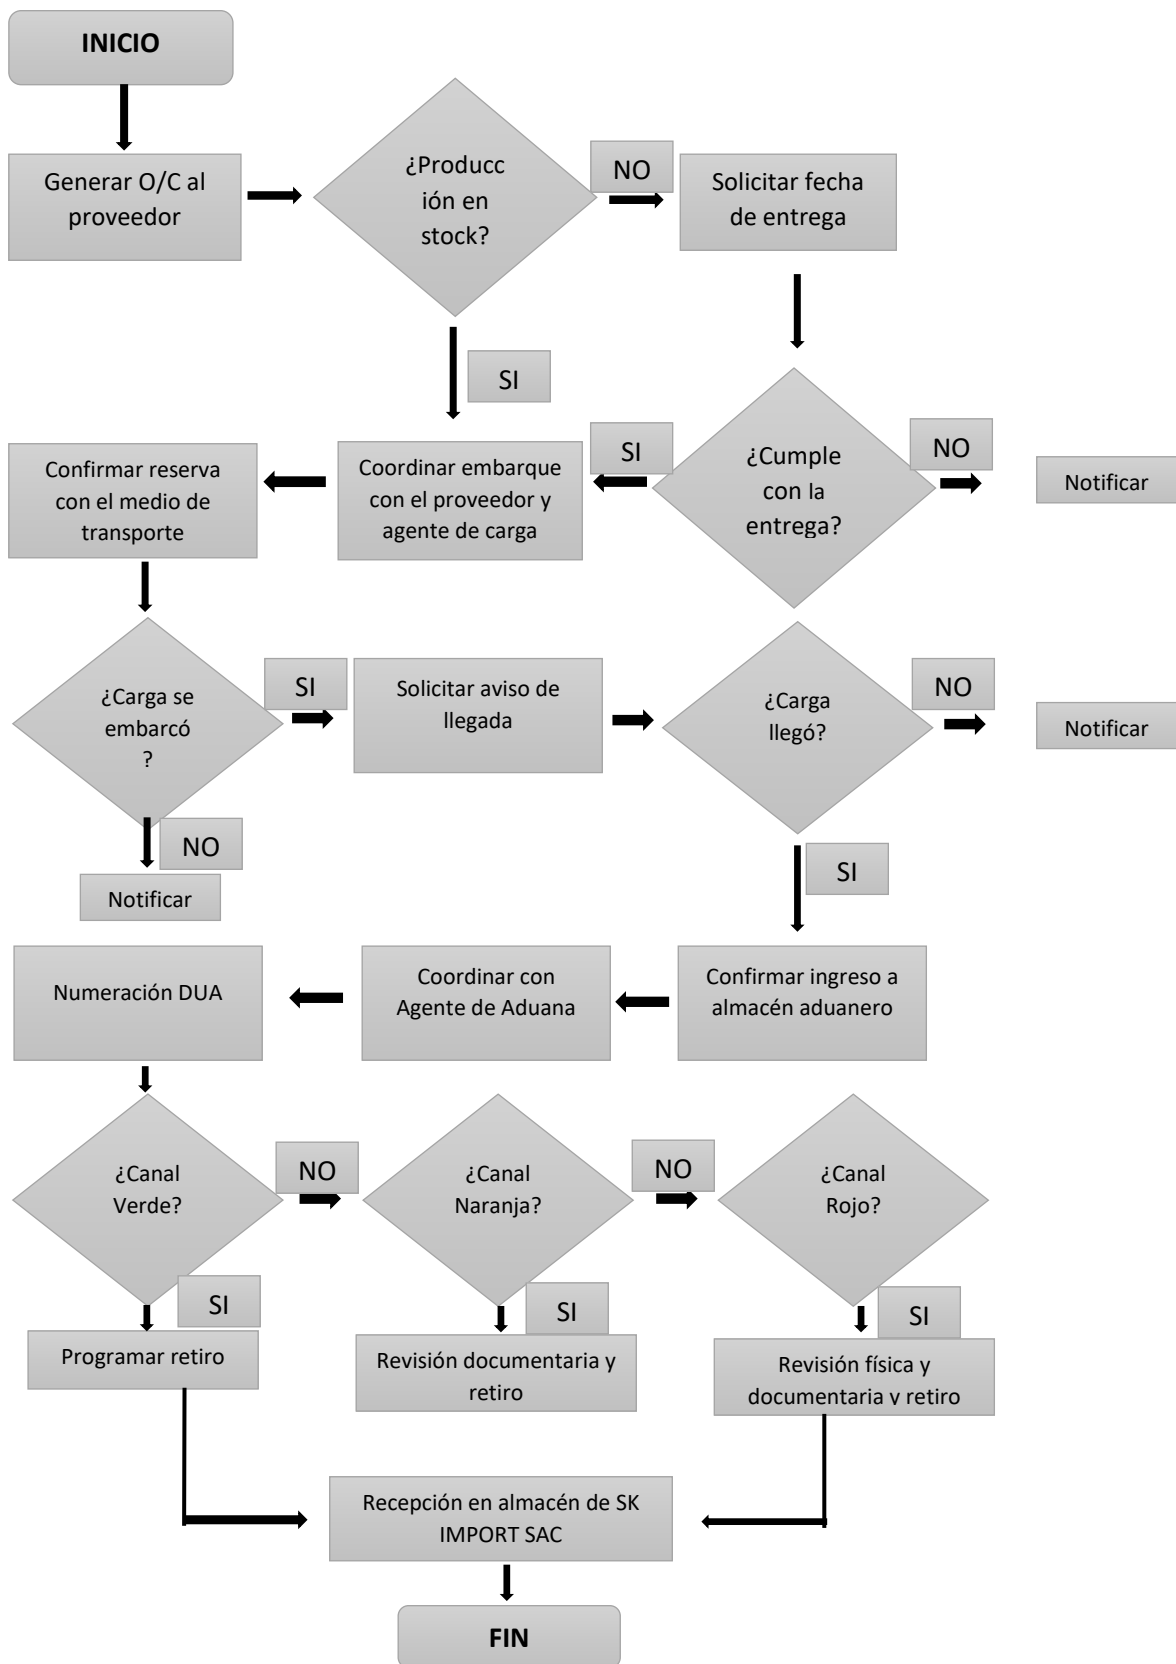 INICIO
Generar O/C al
proveedor
¿Producc
ión en
stock?
NO
Solicitar fecha
de entrega
SI
Confirmar reserva
con el medio de
transporte
Coordinar embarque
con el proveedor y
agente de carga
SI
¿Cumple
con la
entrega?
NO
Notificar
¿Carga se
embarcó
?
SI
Solicitar aviso de
llegada
¿Carga
llegó?
NO
Notificar
NO
Notificar
SI
Numeración DUA
Coordinar con
Agente de Aduana
Confirmar ingreso a
almacén aduanero
¿Canal
Verde?
NO
¿Canal
Naranja?
NO
¿Canal
Rojo?
SI
SI
SI
Programar retiro
Revisión documentaria y
retiro
Revisión física y
documentaria y retiro
Recepción en almacén de SK
IMPORT SAC
FIN